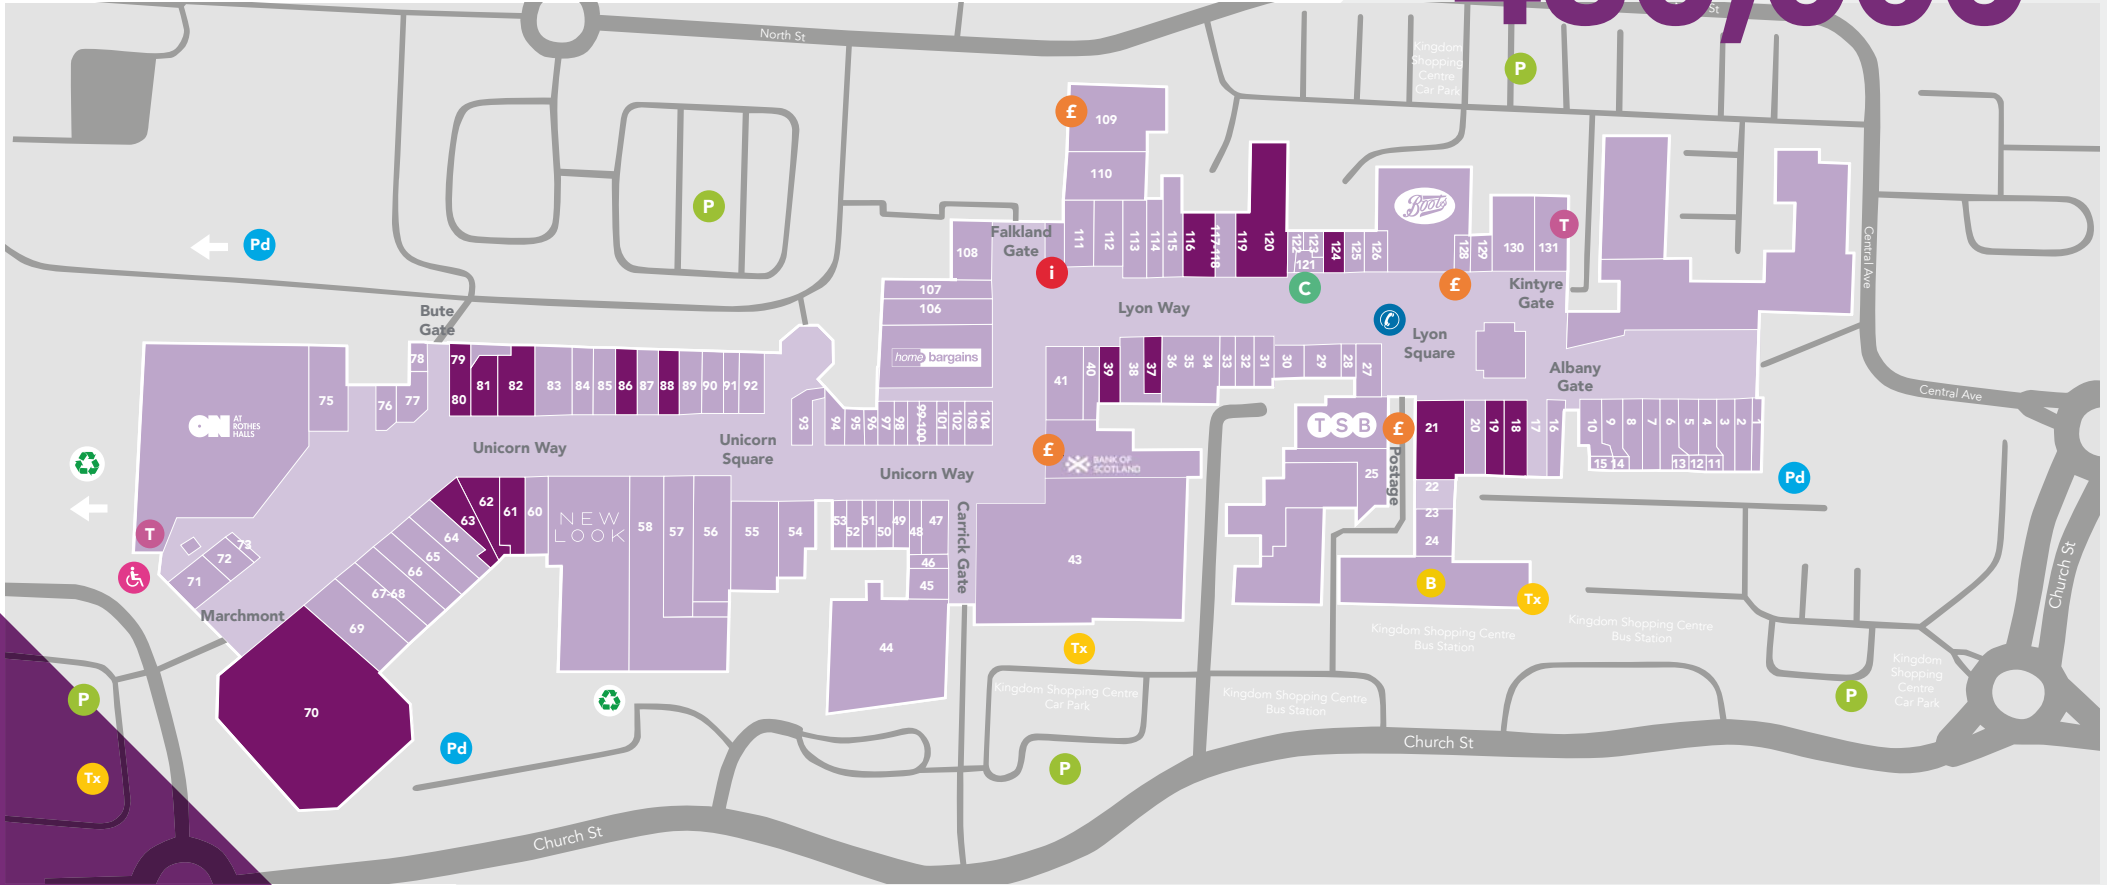 North St
St
Kingdom
Shopping
Centre
Car Park
P
£
109
110
P
Pd
Falkland
Gate
108
i
111
112
113
114
115
116
117-118
119
120
122
123
121
124
125
126
Boots
128
129
130
131
T
C
£
Kintyre
Gate
Central Ave
107
106
home bargains
Lyon Way
Lyon
Square
Albany
Gate
Central Ave
Bute
Gate
ON AT
ROTHES
HALLS
75
76
77
78
79
80
81
82
83
84
85
86
87
88
89
90
91
92
Unicorn Way
Unicorn
Square
93
94
95
96
97
98
99-100
101
102
103
104
Unicorn Way
41
40
39
38
37
36
35
34
33
32
31
30
29
28
27
£
BANK OF
SCOTLAND
TSB
£
Postage
25
21
20
19
18
17
16
22
23
24
10
9
8
7
6
5
4
3
2
1
15
14
13
12
11
Pd
T
71
72
73
Marchmont
63
62
61
60
64
65
66
67-68
69
70
NEW
LOOK
58
57
56
55
54
53
52
51
50
49
48
47
46
45
44
Carrick Gate
43
Tx
B
Tx
Kingdom Shopping Centre
Bus Station
Kingdom Shopping Centre
Bus Station
Kingdom
Shopping
Centre
Car Park
P
Church St
Kingdom Shopping Centre
Car Park
Kingdom Shopping Centre
Bus Station
P
Tx
Pd
P
Church St
Church St